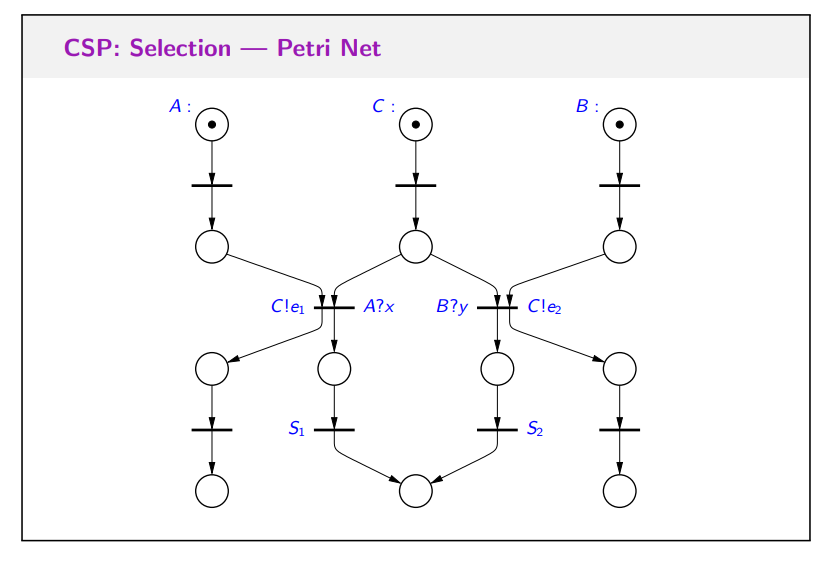 CSP: Selection — Petri Net
A : C : B :
C!e₁ A?x B?y C!e₂
S₁ S₂